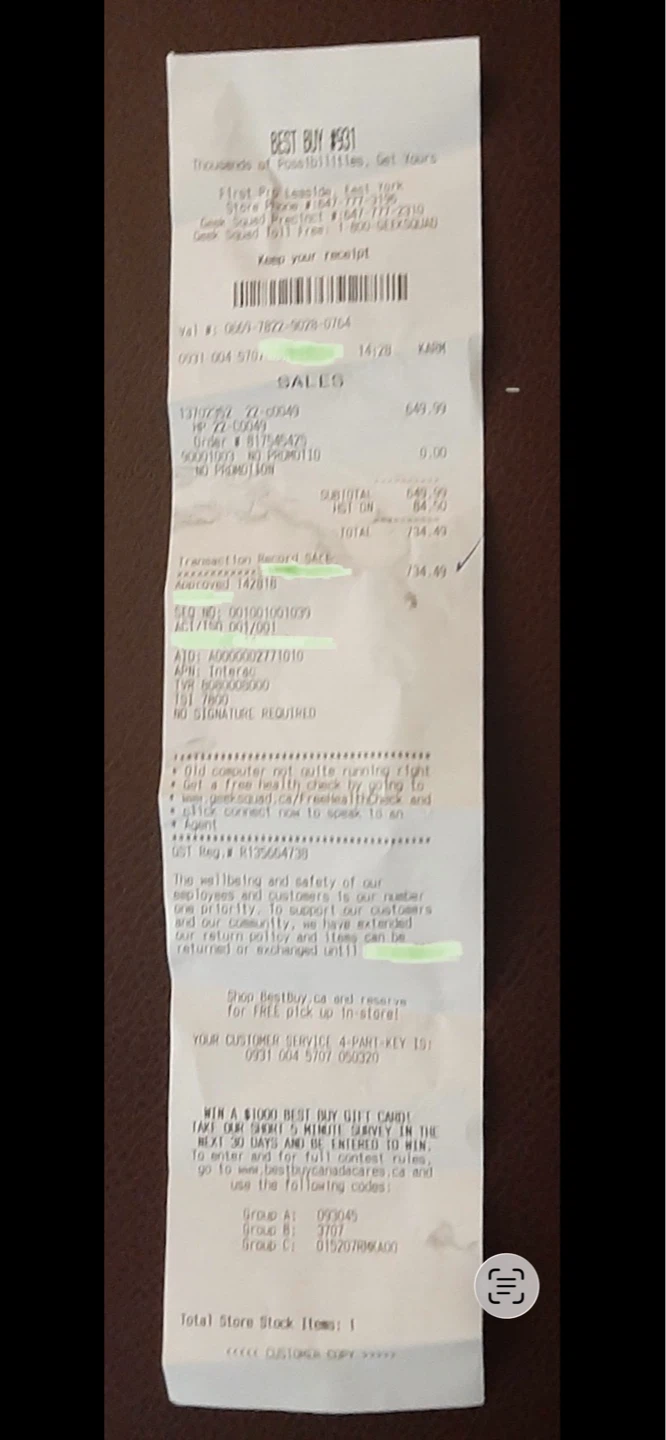 BEST BUY #931
Thousands of Possibilities, Get Yours
First Pro Leaside, East York
Store Phone #:647-777-3195
Geek Squad Precinct #:647-777-2310
Geek Squad Toll Free: 1-800-GEEKSQUAD
Keep your receipt
Val #: 0669-7822-9028-0764
0931 004 5707 14:28 KARM
SALES
13702352 22-C0049 649.99
HP 22-C0049
Order # 817545425
90001003 NO PROMOTIO 0.00
NO PROMOTION
SUBTOTAL 649.99
HST ON 84.50
TOTAL 734.49
Transaction Record SALE
734.49
************
Approved 142818
SEQ NO: 001001001039
001/001
AID: A0000002771010
APN: Interac
TVR 8080008000
TSI 7800
NO SIGNATURE REQUIRED
***********************************
* Old computer not quite running right
* Get a free health check by going to
* www.geeksquad.ca/FreeHealthCheck and
* click connect now to speak to an
* Agent
***********************************
GST Reg.# R135664738
The wellbeing and safety of our
employees and customers is our number
one priority. To support our customers
and our community, we have extended
our return policy and items can be
returned or exchanged until
Shop BestBuy.ca and reserve
for FREE pick up in-store!
YOUR CUSTOMER SERVICE 4-PART-KEY IS:
0931 004 5707 050320
WIN A $1000 BEST BUY GIFT CARD!
TAKE OUR SHORT 5 MINUTE SURVEY IN THE
NEXT 30 DAYS AND BE ENTERED TO WIN.
To enter and for full contest rules,
go to www.bestbuycanadacares.ca and
use the following codes:
Group A: 093045
Group B: 3707
Group C:
Total Store Stock Items: 1
<<<<< CUSTOMER COPY >>>>>